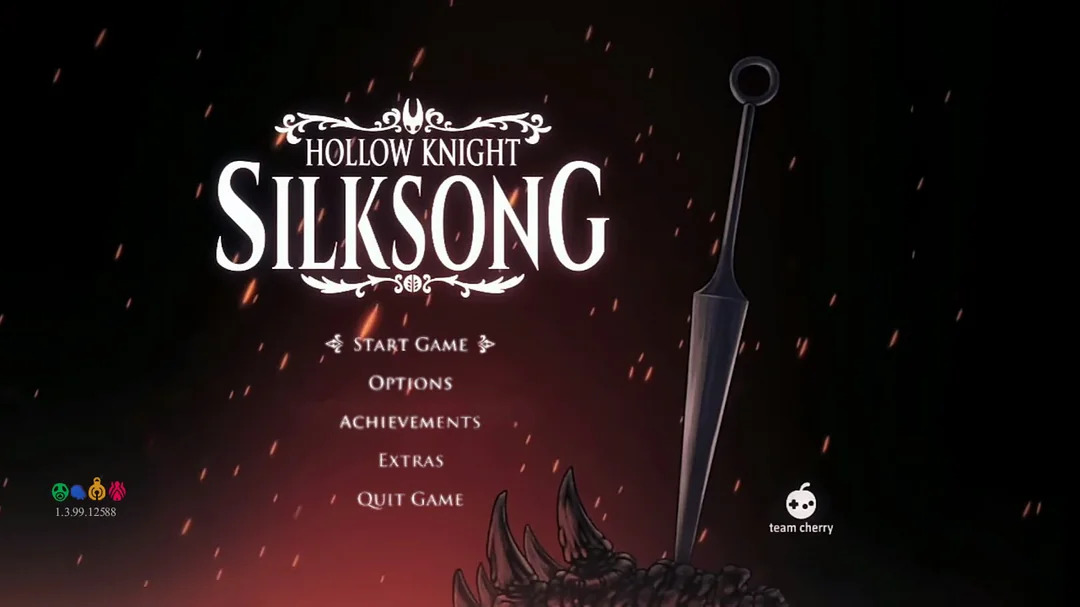 HOLLOW KNIGHT
SILKSONG
START GAME
OPTIONS
ACHIEVEMENTS
EXTRAS
QUIT GAME
1.3.99.12588
team cherry